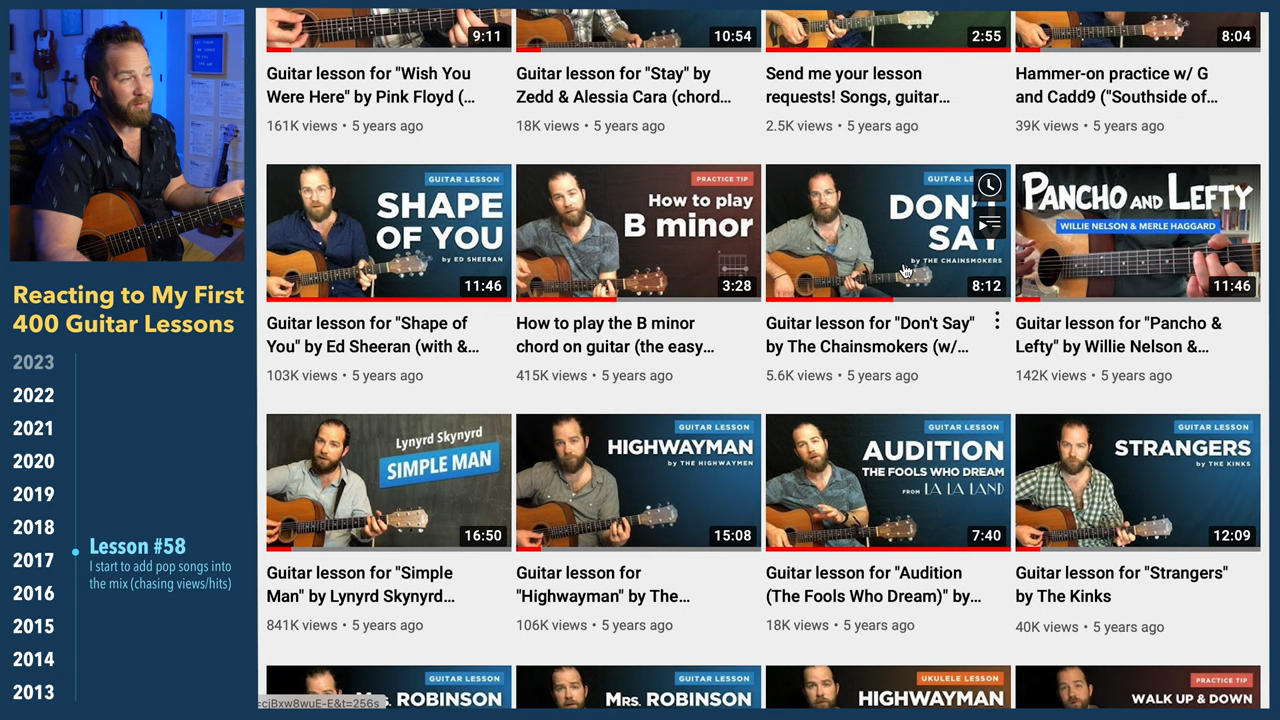 Reacting to My First
400 Guitar Lessons
2023
2022
2021
2020
2019
2018
2017
2016
2015
2014
2013
Lesson #58
I start to add pop songs into
the mix (chasing views/hits)
9:11
10:54
2:55
8:04
Guitar lesson for "Wish You
Were Here" by Pink Floyd (...
161K views • 5 years ago
Guitar lesson for "Stay" by
Zedd & Alessia Cara (chord...
18K views • 5 years ago
Send me your lesson
requests! Songs, guitar...
2.5K views • 5 years ago
Hammer-on practice w/ G
and Cadd9 ("Southside of...
39K views • 5 years ago
GUITAR LESSON
SHAPE
OF YOU
by ED SHEERAN
11:46
PRACTICE TIP
How to play
B minor
3:28
GUITAR LE
DON'T
SAY
by THE CHAINSMOKERS
8:12
PANCHO AND LEFTY
WILLIE NELSON & MERLE HAGGARD
11:46
Guitar lesson for "Shape of
You" by Ed Sheeran (with &...
103K views • 5 years ago
How to play the B minor
chord on guitar (the easy...
415K views • 5 years ago
Guitar lesson for "Don't Say"
by The Chainsmokers (w/...
5.6K views • 5 years ago
Guitar lesson for "Pancho &
Lefty" by Willie Nelson &...
142K views • 5 years ago
Lynyrd Skynyrd
SIMPLE MAN
16:50
GUITAR LESSON
HIGHWAYMAN
by THE HIGHWAYMEN
15:08
GUITAR LESSON
AUDITION
THE FOOLS WHO DREAM
FROM LA LA LAND
7:40
GUITAR LESSON
STRANGERS
by THE KINKS
12:09
Guitar lesson for "Simple
Man" by Lynyrd Skynyrd...
841K views • 5 years ago
Guitar lesson for
"Highwayman" by The...
106K views • 5 years ago
Guitar lesson for "Audition
(The Fools Who Dream)" by...
18K views • 5 years ago
Guitar lesson for "Strangers"
by The Kinks
40K views • 5 years ago
GUITAR LESSON
ROBINSON
GUITAR LESSON
MRS. ROBINSON
UKULELE LESSON
HIGHWAYMAN
PRACTICE TIP
WALK UP & DOWN
=cjBxw8wuE-E&t=256s